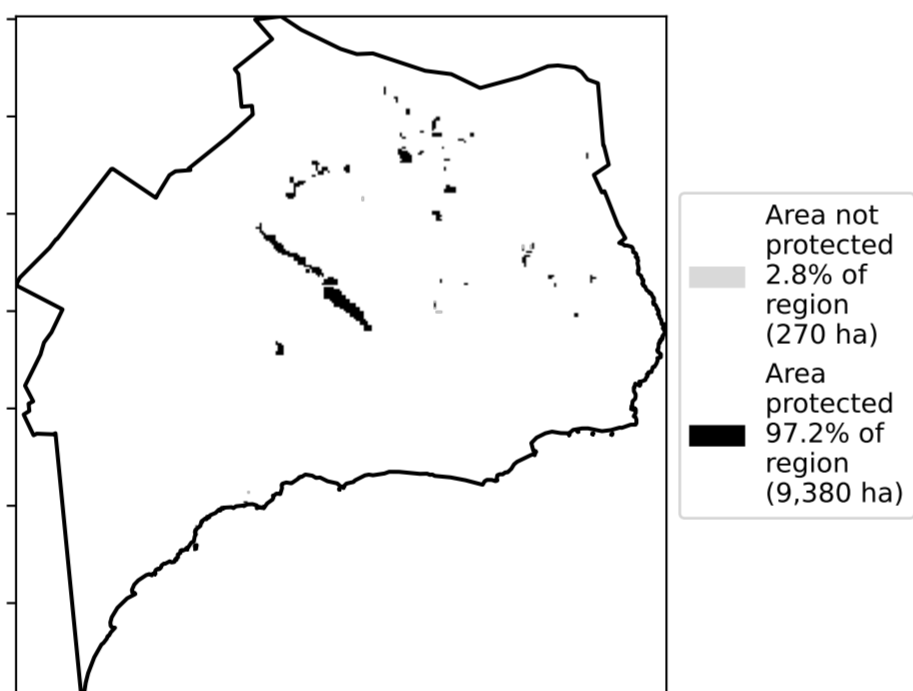 Area not
protected
2.8% of
region
(270 ha)
Area
protected
97.2% of
region
(9,380 ha)